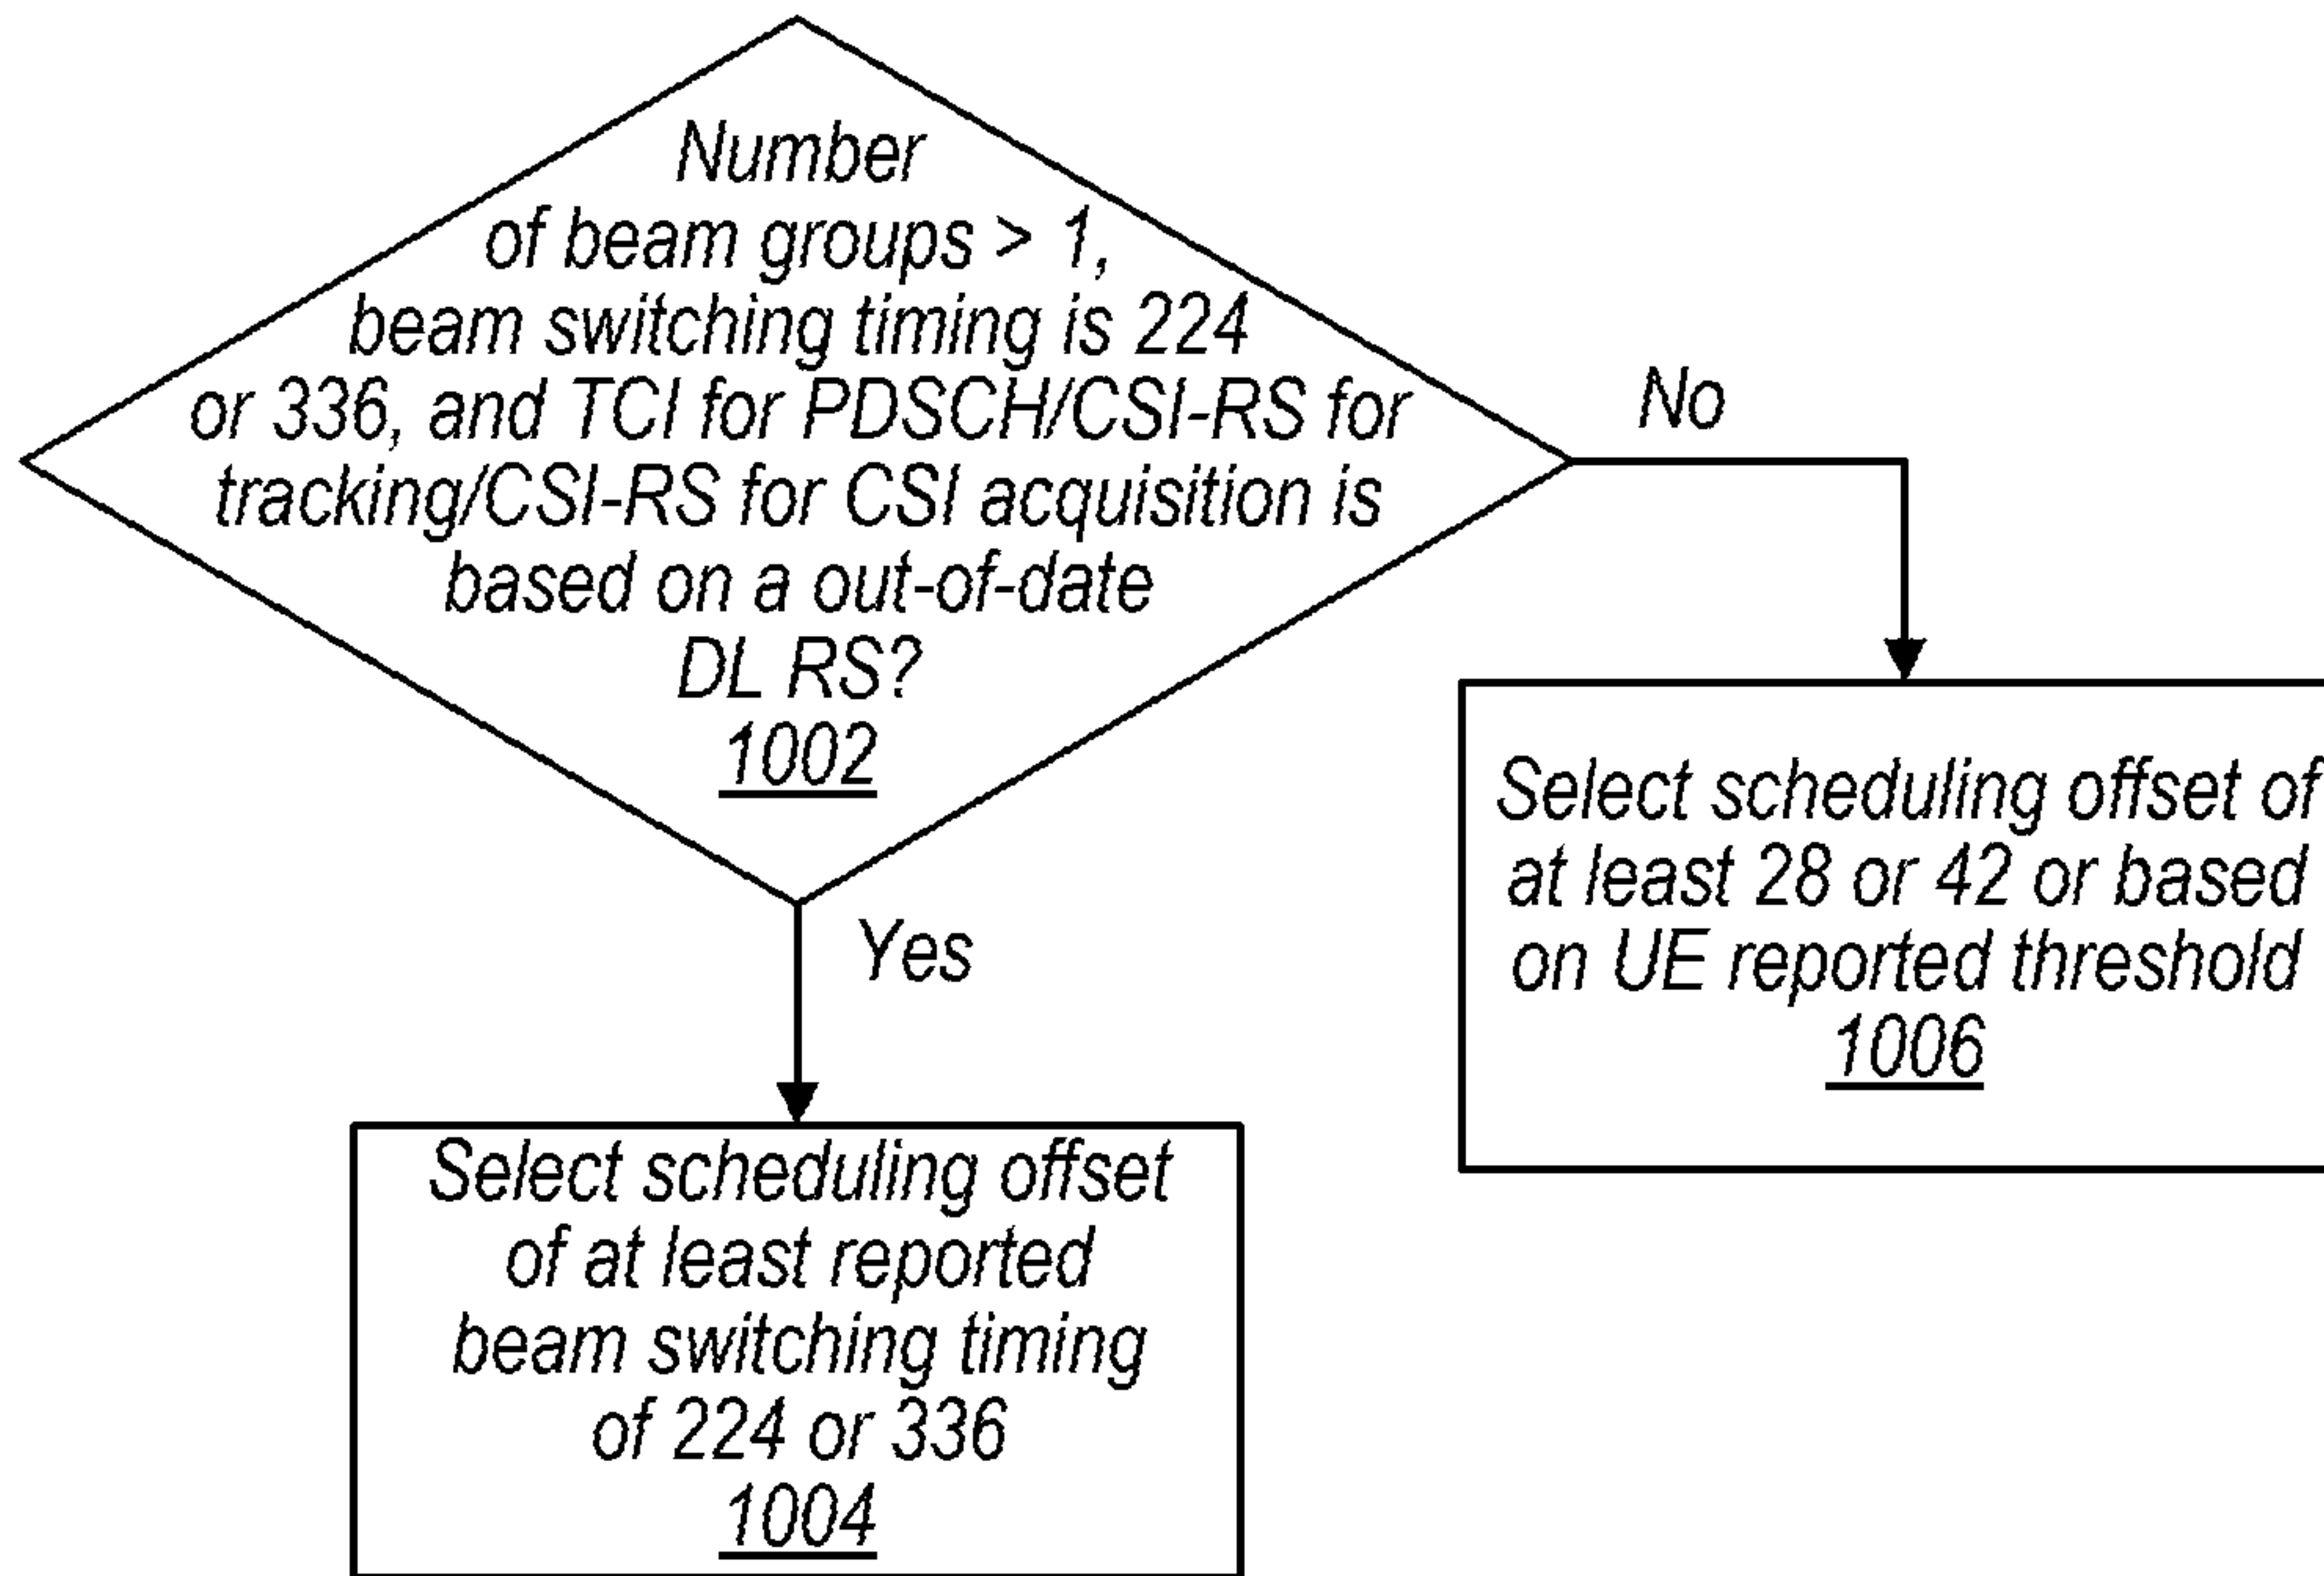 Number
of beam groups > 1,
beam switching timing is 224
or 336, and TCI for PDSCH/CSI-RS for
tracking/CSI-RS for CSI acquisition is
based on a out-of-date
DL RS?
1002
No
Select scheduling offset of
at least 28 or 42 or based
on UE reported threshold
1006
Yes
Select scheduling offset
of at least reported
beam switching timing
of 224 or 336
1004